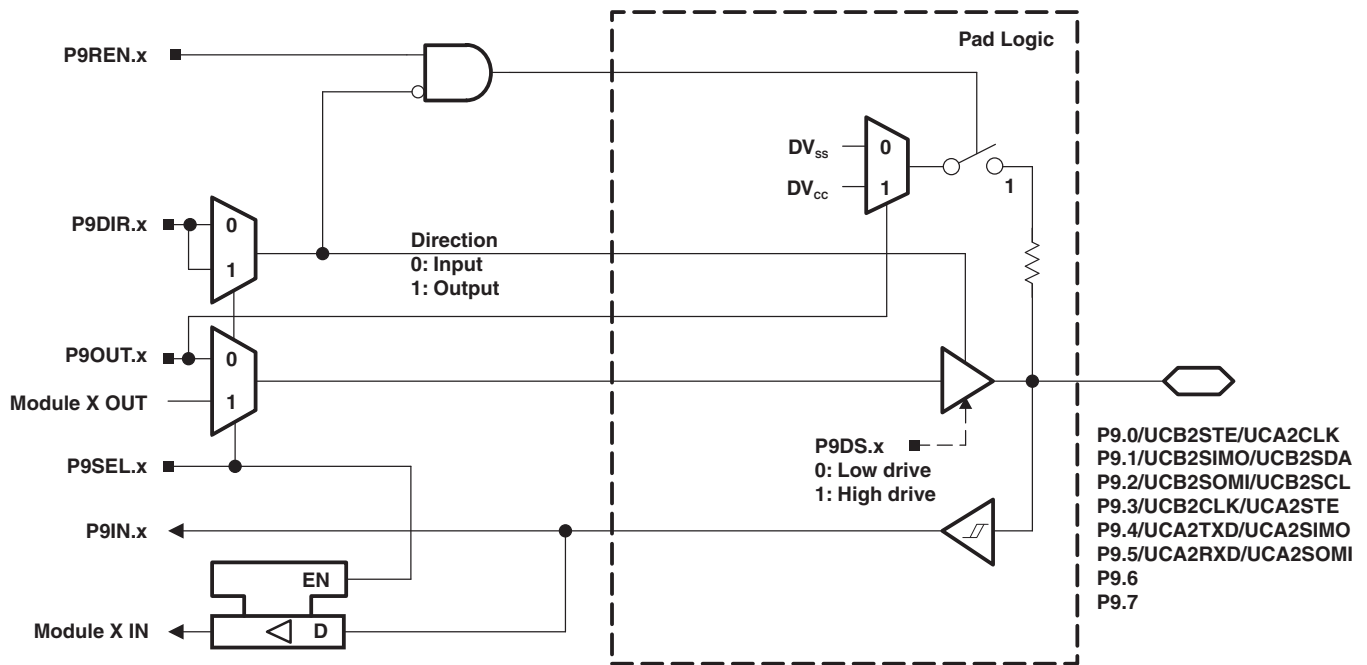 Pad Logic
P9REN.x
DVss
0
DVcc
1
1
P9DIR.x
0
1
Direction
0: Input
1: Output
P9OUT.x
0
Module X OUT
1
P9DS.x
0: Low drive
1: High drive
P9SEL.x
P9IN.x
EN
Module X IN
D
P9.0/UCB2STE/UCA2CLK
P9.1/UCB2SIMO/UCB2SDA
P9.2/UCB2SOMI/UCB2SCL
P9.3/UCB2CLK/UCA2STE
P9.4/UCA2TXD/UCA2SIMO
P9.5/UCA2RXD/UCA2SOMI
P9.6
P9.7